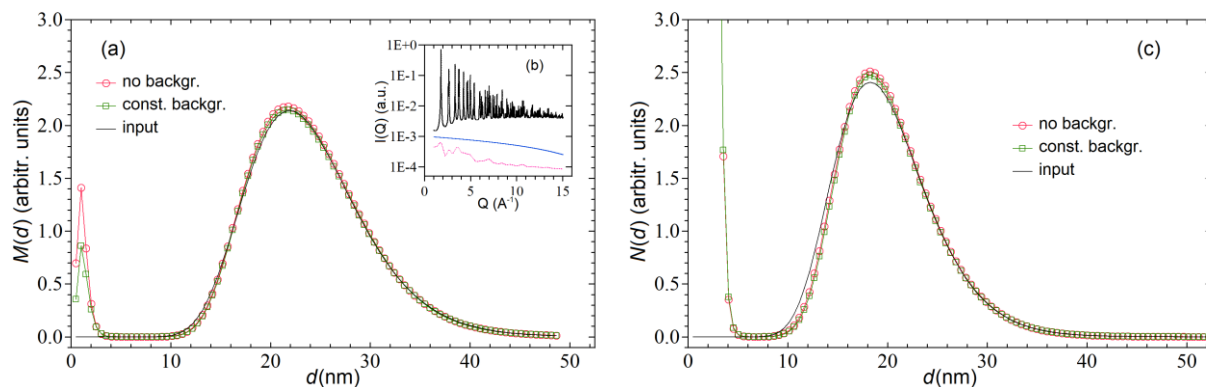 (a)
3.0
2.5
2.0
1.5
1.0
0.5
0.0
M(d) (arbitr. units)
no backgr.
const. backgr.
input
0 10 20 30 40 50
d(nm)
(b)
1E+0
1E-1
1E-2
1E-3
1E-4
I(Q) (a.u.)
0 5 10 15
Q (A⁻¹)
(c)
3.0
2.5
2.0
1.5
1.0
0.5
0.0
N(d) (arbitr. units)
no backgr.
const. backgr.
input
0 10 20 30 40 50
d(nm)